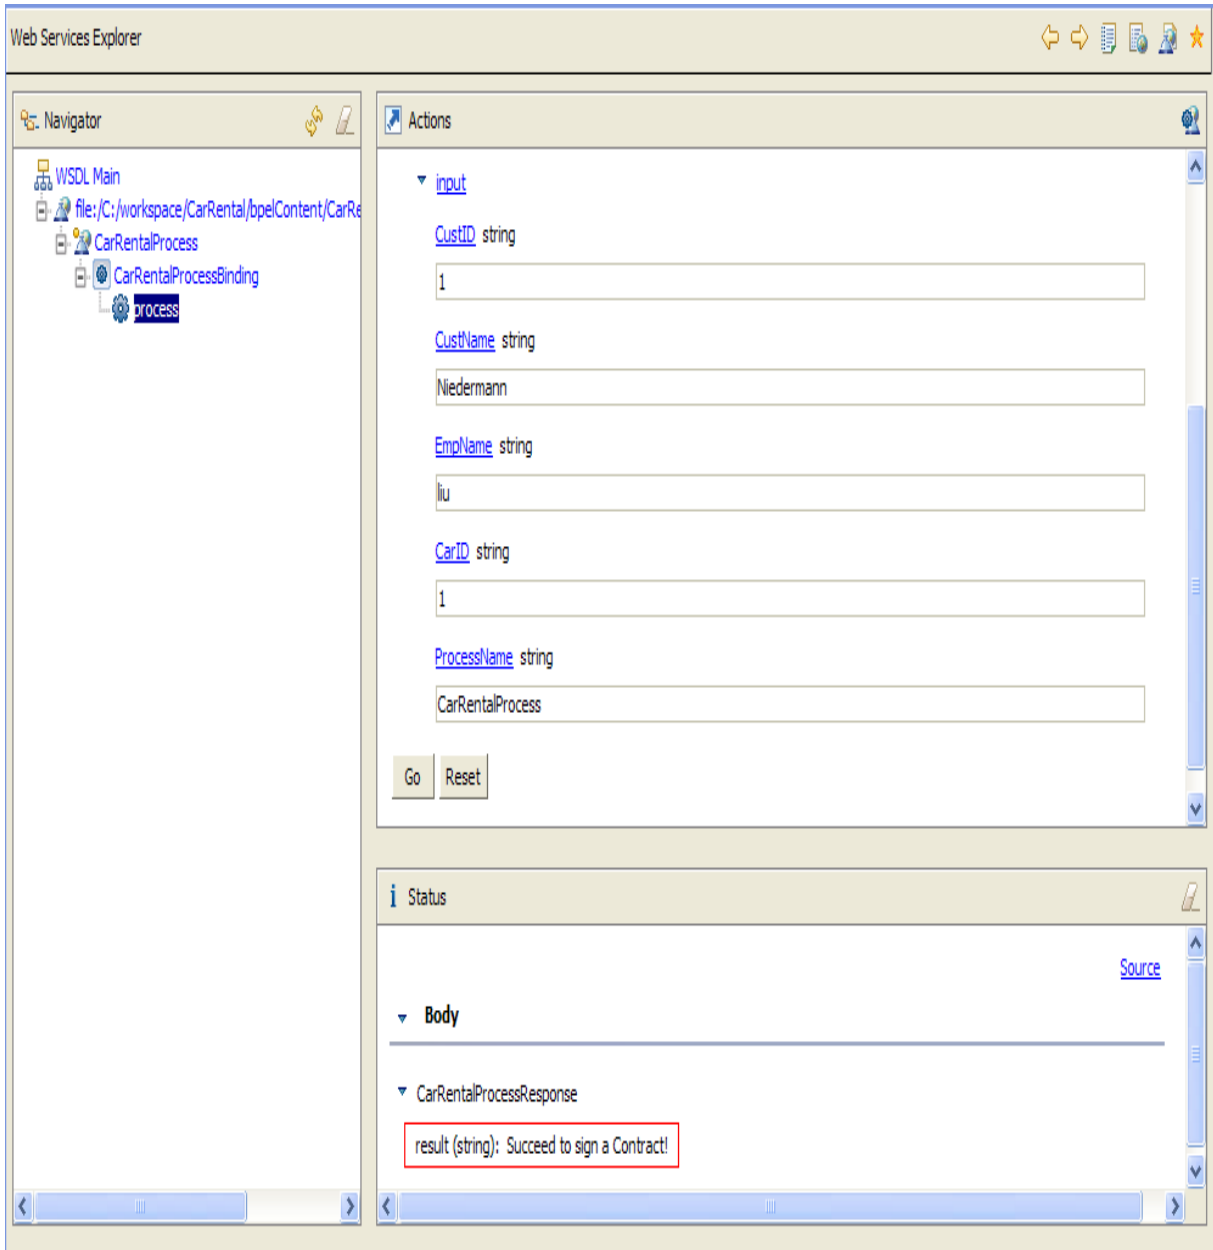 Web Services Explorer
Navigator
WSDL Main
file:/C:/workspace/CarRental/bpelContent/CarRe
CarRentalProcess
CarRentalProcessBinding
process
Actions
input
CustID string
1
CustName string
Niedermann
EmpName string
liu
CarID string
1
ProcessName string
CarRentalProcess
Go Reset
i Status
Source
Body
CarRentalProcessResponse
result (string): Succeed to sign a Contract!